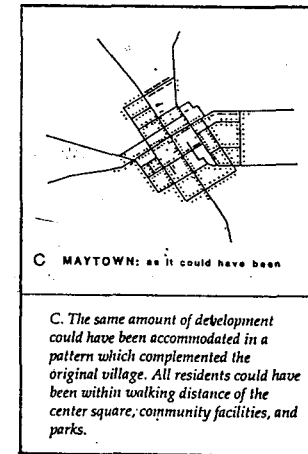 C MAYTOWN: as it could have been
C. The same amount of development
could have been accommodated in a
pattern which complemented the
original village. All residents could have
been within walking distance of the
center square, community facilities, and
parks.